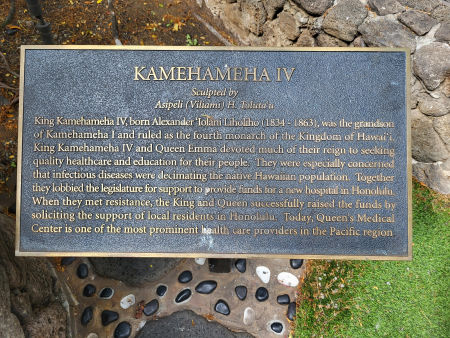 KAMEHAMEHA IV
Sculpted by
Asipeli (Viliami) H. Toluta'u
King Kamehameha IV, born Alexander 'Iolani Liholiho (1834 - 1863), was the grandson
of Kamehameha I and ruled as the fourth monarch of the Kingdom of Hawai'i.
King Kamehameha IV and Queen Emma devoted much of their reign to seeking
quality healthcare and education for their people. They were especially concerned
that infectious diseases were decimating the native Hawaiian population. Together
they lobbied the legislature for support to provide funds for a new hospital in Honolulu.
When they met resistance, the King and Queen successfully raised the funds by
soliciting the support of local residents in Honolulu. Today, Queen's Medical
Center is one of the most prominent health care providers in the Pacific region